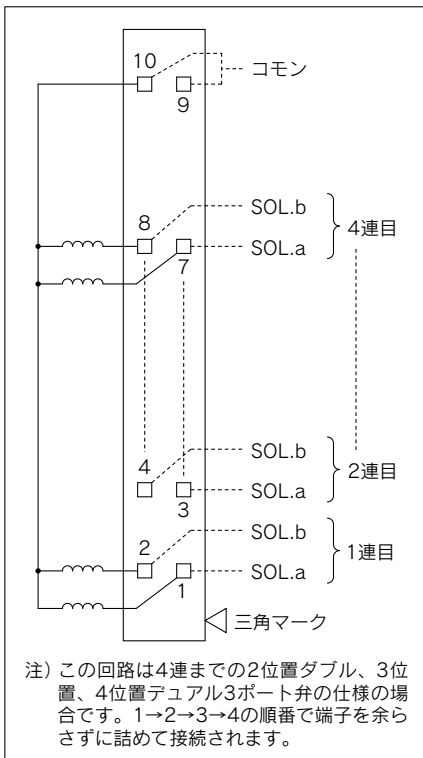 10
コモン
9
8
SOL.b
4連目
SOL.a
7
4
SOL.b
2連目
SOL.a
3
2
SOL.b
1連目
SOL.a
1
三角マーク
注）この回路は4連までの2位置ダブル、3位
置、4位置デュアル3ポート弁の仕様の場
合です。1→2→3→4の順番で端子を余ら
さずに詰めて接続されます。